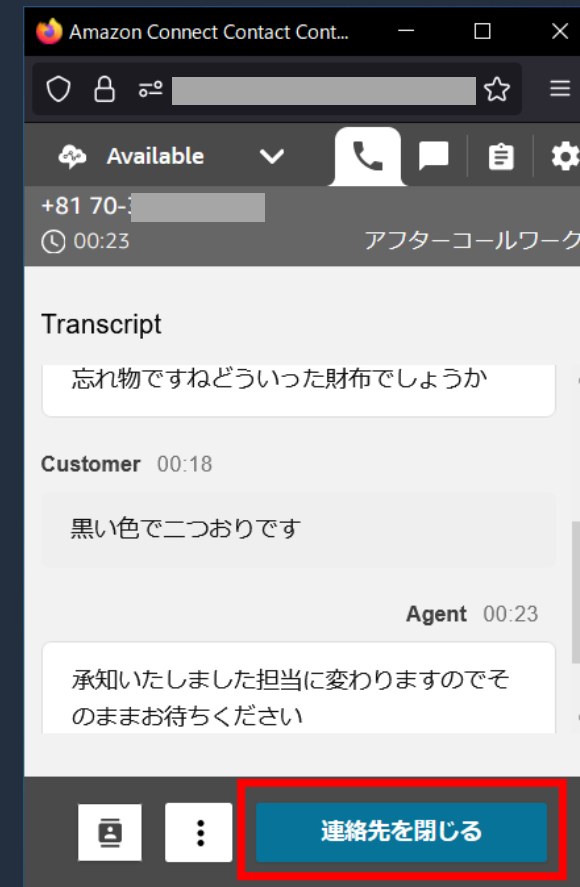 Amazon Connect Contact Cont...
Available
+81 70-
00:23
アフターコールワーク
Transcript
忘れ物ですねどういった財布でしょうか
Customer 00:18
黒い色で二つおりです
Agent 00:23
承知いたしました担当に変わりますのでそ
のままお待ちください
連絡先を閉じる